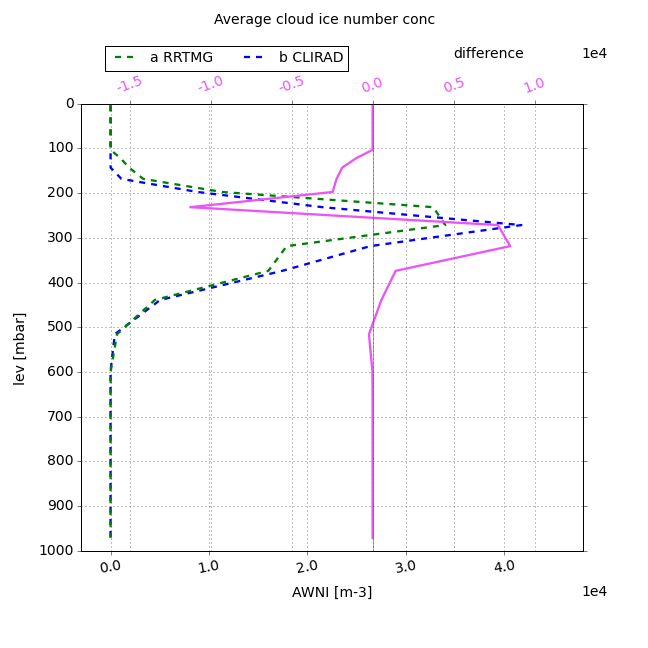 Average cloud ice number conc
a RRTMG b CLIRAD difference 1e4
-1.5 -1.0 -0.5 0.0 0.5 1.0
0
100
200
300
400
500
600
700
800
900
1000
lev [mbar]
0.0 1.0 2.0 3.0 4.0
AWNI [m-3] 1e4